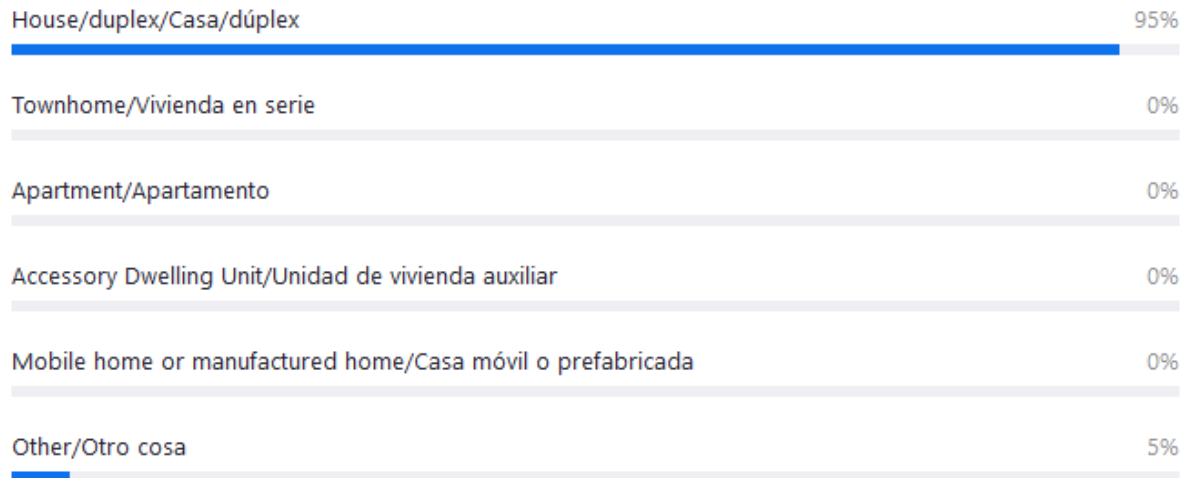 House/duplex/Casa/dúplex 95%
Townhome/Vivienda en serie 0%
Apartment/Apartamento 0%
Accessory Dwelling Unit/Unidad de vivienda auxiliar 0%
Mobile home or manufactured home/Casa móvil o prefabricada 0%
Other/Otro cosa 5%